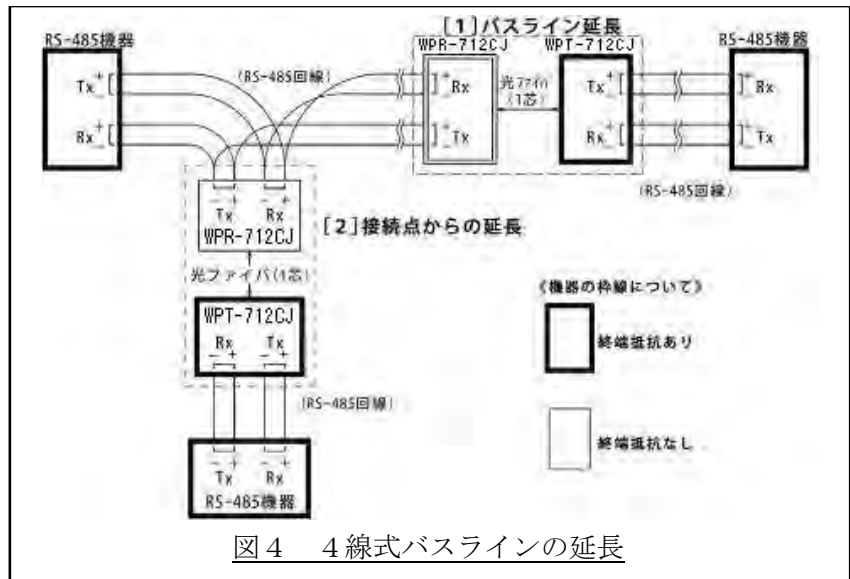 [1]バスライン延長
RS-485機器
WPR-712CJ
WPT-712CJ
RS-485機器
(RS-485回線)
Tx + −
Rx + −
+ − Rx
+ − Tx
光ファイバ
(1芯)
Tx + −
Rx + −
+ − Rx
+ − Tx
(RS-485回線)
− + − +
Tx Rx
WPR-712CJ
[2]接続点からの延長
光ファイバ(1芯)
WPT-712CJ
Rx Tx
− + − +
(RS-485回線)
− + − +
Tx Rx
RS-485機器
《機器の枠線について》
終端抵抗あり
終端抵抗なし
図4 4線式バスラインの延長